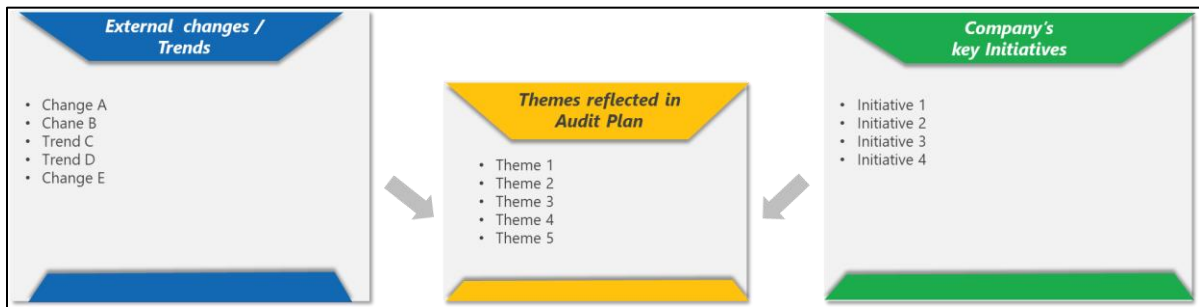 External changes /
Trends
• Change A
• Chane B
• Trend C
• Trend D
• Change E
Themes reflected in
Audit Plan
• Theme 1
• Theme 2
• Theme 3
• Theme 4
• Theme 5
Company's
key Initiatives
• Initiative 1
• Initiative 2
• Initiative 3
• Initiative 4